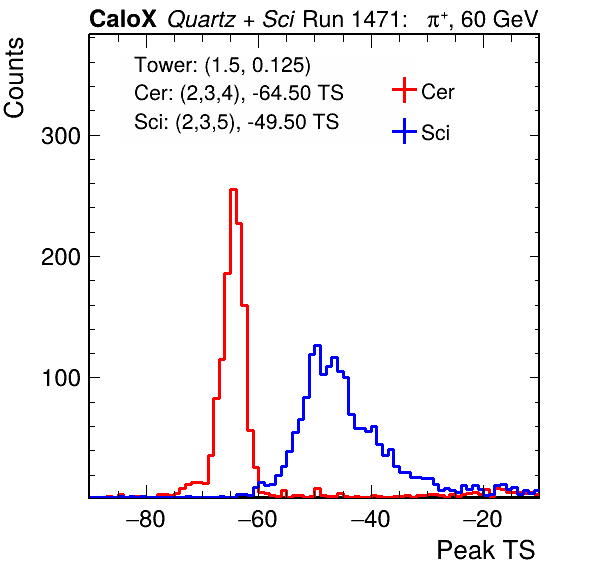 CaloX Quartz + Sci Run 1471: π⁺, 60 GeV
Counts
Tower: (1.5, 0.125)
Cer: (2,3,4), -64.50 TS
Sci: (2,3,5), -49.50 TS
Cer
Sci
300
200
100
−80 −60 −40 −20
Peak TS